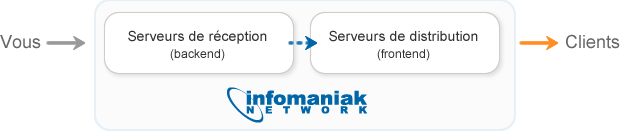 Vous
Serveurs de réception
(backend)
Serveurs de distribution
(frontend)
Clients
infomaniak
NETWORK